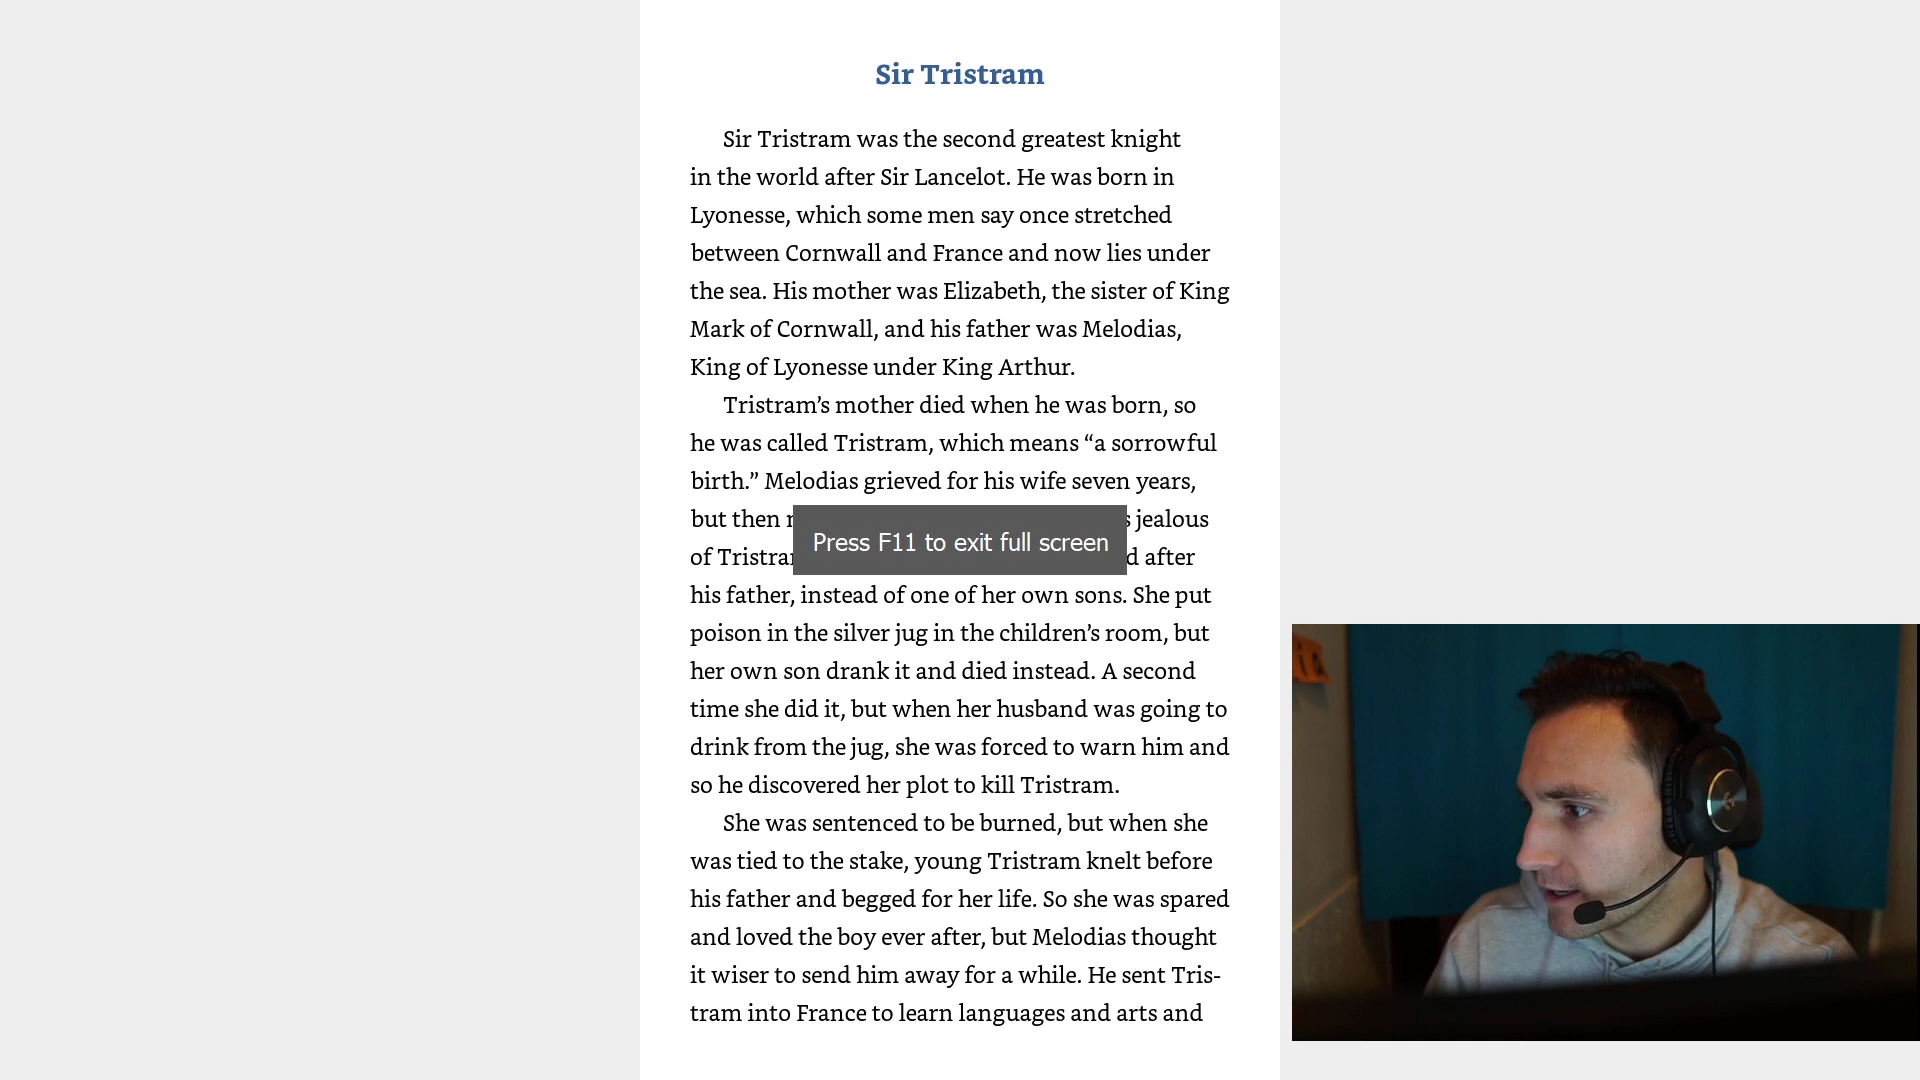 Sir Tristram
Sir Tristram was the second greatest knight
in the world after Sir Lancelot. He was born in
Lyonesse, which some men say once stretched
between Cornwall and France and now lies under
the sea. His mother was Elizabeth, the sister of King
Mark of Cornwall, and his father was Melodias,
King of Lyonesse under King Arthur.
Tristram’s mother died when he was born, so
he was called Tristram, which means “a sorrowful
birth.” Melodias grieved for his wife seven years,
but then jealous
of after
Press F11 to exit full screen
his father, instead of one of her own sons. She put
poison in the silver jug in the children’s room, but
her own son drank it and died instead. A second
time she did it, but when her husband was going to
drink from the jug, she was forced to warn him and
so he discovered her plot to kill Tristram.
She was sentenced to be burned, but when she
was tied to the stake, young Tristram knelt before
his father and begged for her life. So she was spared
and loved the boy ever after, but Melodias thought
it wiser to send him away for a while. He sent Tris-
tram into France to learn languages and arts and